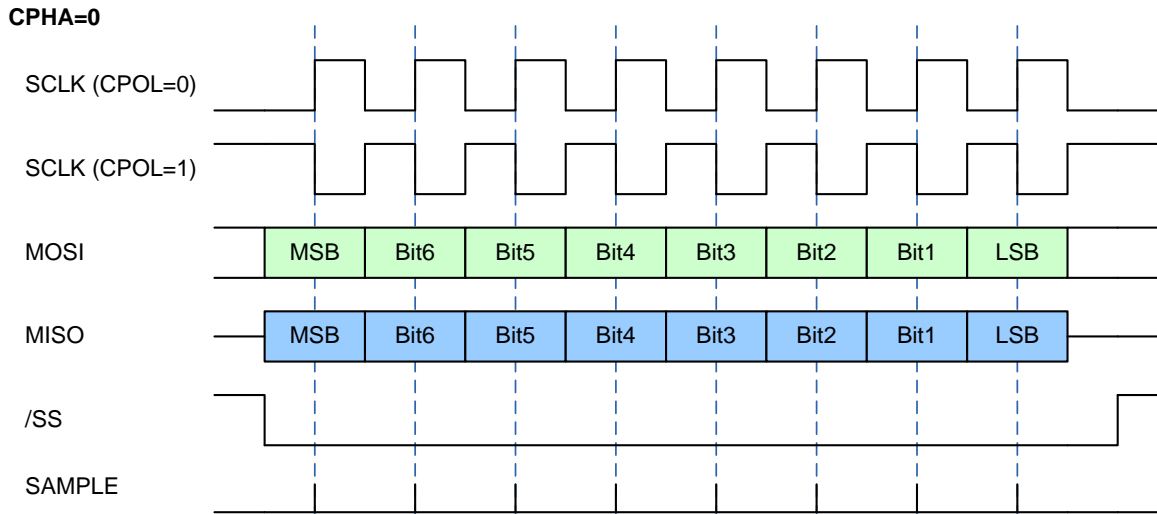 CPHA=0
SCLK (CPOL=0)
SCLK (CPOL=1)
MOSI MSB Bit6 Bit5 Bit4 Bit3 Bit2 Bit1 LSB
MISO MSB Bit6 Bit5 Bit4 Bit3 Bit2 Bit1 LSB
/SS
SAMPLE